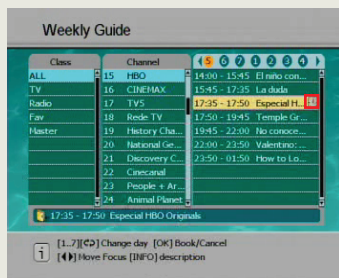 Weekly Guide
Class
Channel
5 6 7 1 2 3 4
ALL
15 HBO
14:00 - 15:45 El niño con...
TV
16 CINEMAX
15:45 - 17:35 La duda
Radio
17 TV5
17:35 - 17:50 Especial H...
Fav
18 Rede TV
17:50 - 19:45 Temple Gr...
Master
19 History Cha...
19:45 - 22:00 No conoce...
20 National Ge...
22:00 - 23:50 Valentino: ...
21 Discovery C...
23:50 - 01:50 How to Lo...
22 Cinecanal
23 People + Ar...
24 Animal Planet
17:35 - 17:50 Especial HBO Originals
i
[1..7][] Change day [OK] Book/Cancel
[] Move Focus [INFO] description